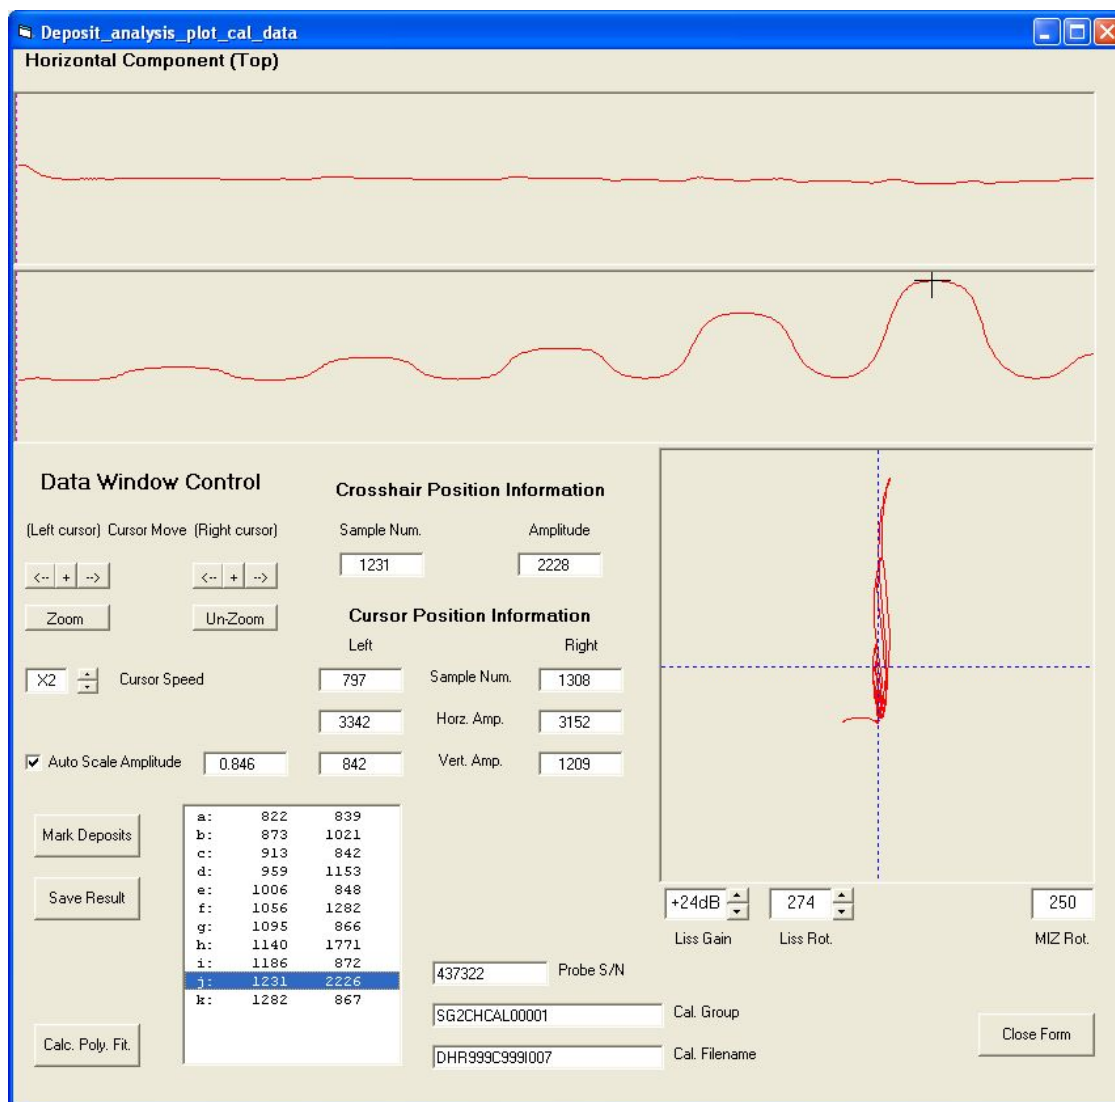 Deposit_analysis_plot_cal_data
Horizontal Component (Top)
Data Window Control
(Left cursor) Cursor Move (Right cursor)
<-- + -->
<-- + -->
Zoom
Un-Zoom
X2
Cursor Speed
Auto Scale Amplitude
0.846
Crosshair Position Information
Sample Num. Amplitude
1231 2228
Cursor Position Information
Left Right
797 Sample Num. 1308
3342 Horz. Amp. 3152
842 Vert. Amp. 1209
Mark Deposits
Save Result
Calc. Poly. Fit.
a: 822 839
b: 873 1021
c: 913 842
d: 959 1153
e: 1006 848
f: 1056 1282
g: 1095 866
h: 1140 1771
i: 1186 872
j: 1231 2226
k: 1282 867
+24dB 274 250
Liss Gain Liss Rot. MIZ Rot.
437322 Probe S/N
SG2CHCAL00001 Cal. Group
DHR999C999I007 Cal. Filename
Close Form